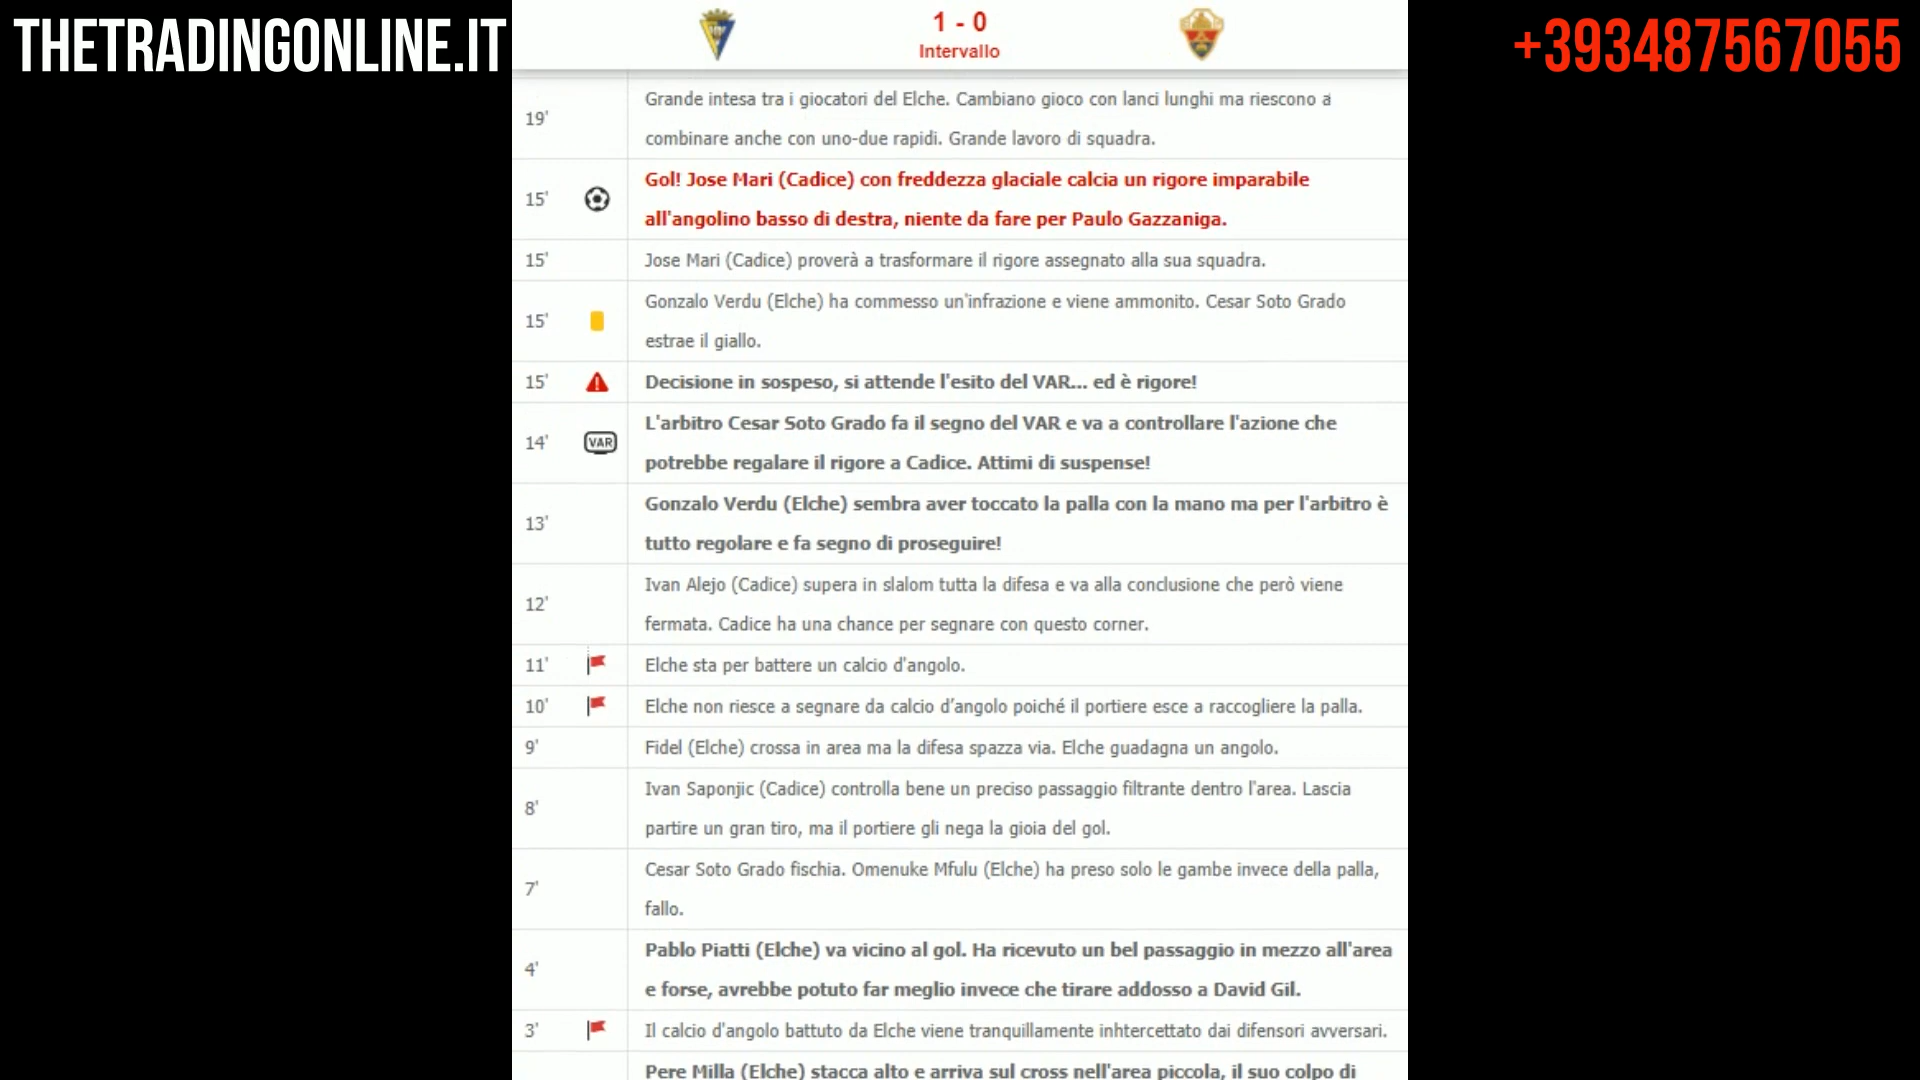 THETRADINGONLINE.IT
1 - 0
Intervallo
+393487567055
19'
Grande intesa tra i giocatori del Elche. Cambiano gioco con lanci lunghi ma riescono a
combinare anche con uno-due rapidi. Grande lavoro di squadra.
15'
Gol! Jose Mari (Cadice) con freddezza glaciale calcia un rigore imparabile
all'angolino basso di destra, niente da fare per Paulo Gazzaniga.
15'
Jose Mari (Cadice) proverà a trasformare il rigore assegnato alla sua squadra.
15'
Gonzalo Verdu (Elche) ha commesso un'infrazione e viene ammonito. Cesar Soto Grado
estrae il giallo.
15'
Decisione in sospeso, si attende l'esito del VAR... ed è rigore!
14'
VAR
L'arbitro Cesar Soto Grado fa il segno del VAR e va a controllare l'azione che
potrebbe regalare il rigore a Cadice. Attimi di suspense!
13'
Gonzalo Verdu (Elche) sembra aver toccato la palla con la mano ma per l'arbitro è
tutto regolare e fa segno di proseguire!
12'
Ivan Alejo (Cadice) supera in slalom tutta la difesa e va alla conclusione che però viene
fermata. Cadice ha una chance per segnare con questo corner.
11'
Elche sta per battere un calcio d'angolo.
10'
Elche non riesce a segnare da calcio d’angolo poiché il portiere esce a raccogliere la palla.
9'
Fidel (Elche) crossa in area ma la difesa spazza via. Elche guadagna un angolo.
8'
Ivan Saponjic (Cadice) controlla bene un preciso passaggio filtrante dentro l'area. Lascia
partire un gran tiro, ma il portiere gli nega la gioia del gol.
7'
Cesar Soto Grado fischia. Omenuke Mfulu (Elche) ha preso solo le gambe invece della palla,
fallo.
4'
Pablo Piatti (Elche) va vicino al gol. Ha ricevuto un bel passaggio in mezzo all'area
e forse, avrebbe potuto far meglio invece che tirare addosso a David Gil.
3'
Il calcio d'angolo battuto da Elche viene tranquillamente inhtercettato dai difensori avversari.
Pere Milla (Elche) stacca alto e arriva sul cross nell'area piccola, il suo colpo di